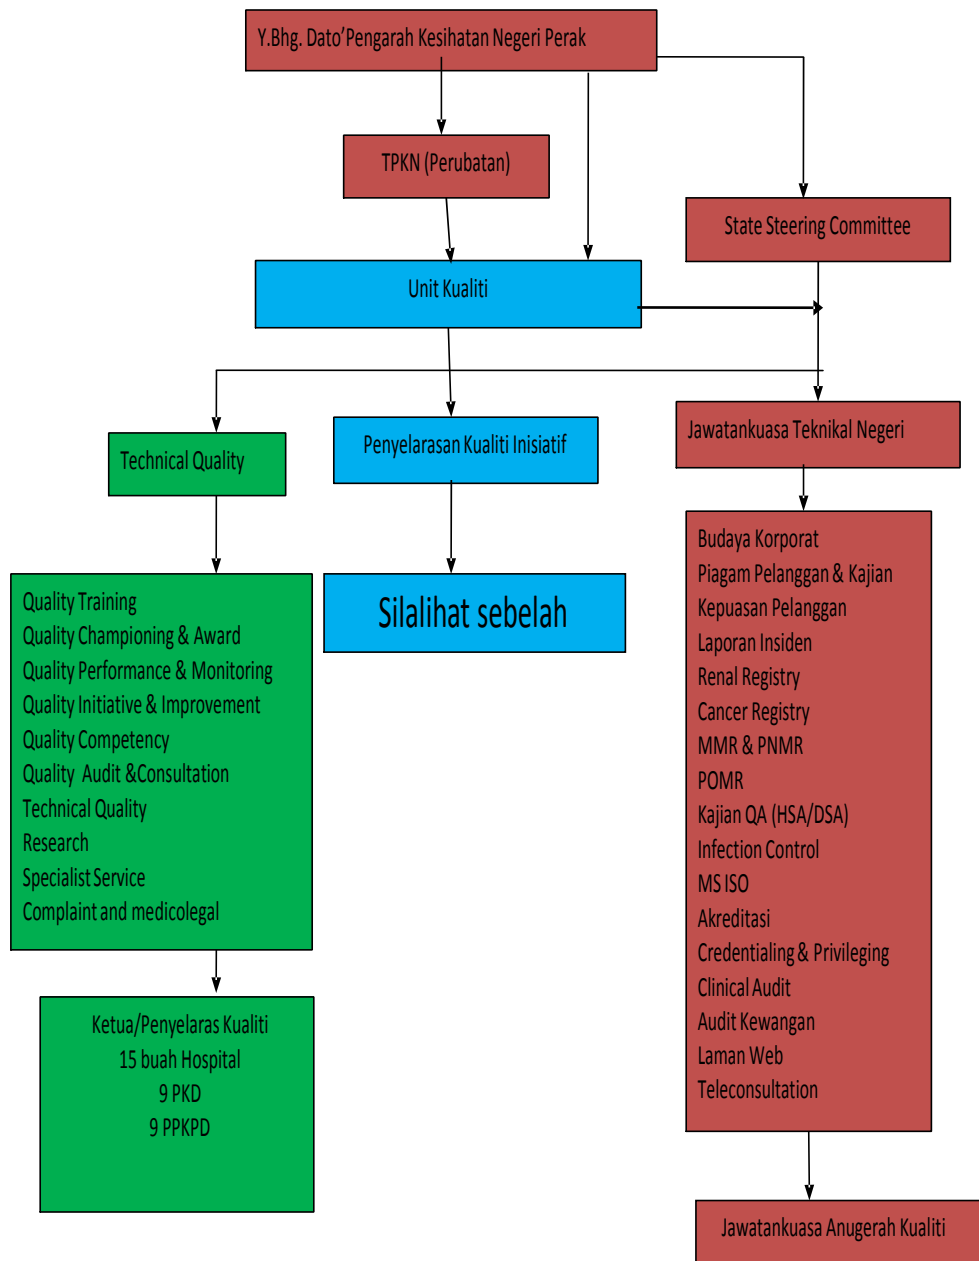 Y.Bhg. Dato'Pengarah Kesihatan Negeri Perak
TPKN (Perubatan)
State Steering Committee
Unit Kualiti
Technical Quality
Penyelarasan Kualiti Inisiatif
Jawatankuasa Teknikal Negeri
Quality Training
Quality Championing & Award
Quality Performance & Monitoring
Quality Initiative & Improvement
Quality Competency
Quality Audit &Consultation
Technical Quality
Research
Specialist Service
Complaint and medicolegal
Silalihat sebelah
Budaya Korporat
Piagam Pelanggan & Kajian
Kepuasan Pelanggan
Laporan Insiden
Renal Registry
Cancer Registry
MMR & PNMR
POMR
Kajian QA (HSA/DSA)
Infection Control
MS ISO
Akreditasi
Credentialing & Privileging
Clinical Audit
Audit Kewangan
Laman Web
Teleconsultation
Ketua/Penyelaras Kualiti
15 buah Hospital
9 PKD
9 PPKPD
Jawatankuasa Anugerah Kualiti